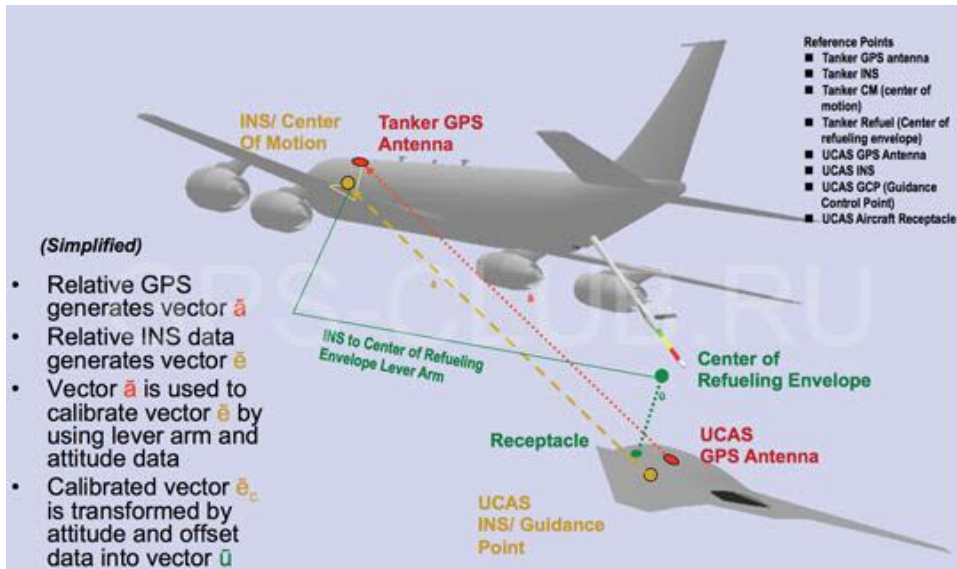 Reference Points
■ Tanker GPS antenna
■ Tanker INS
■ Tanker CM (center of
motion)
■ Tanker Refuel (Center of
refueling envelope)
■ UCAS GPS Antenna
■ UCAS INS
■ UCAS GCP (Guidance
Control Point)
■ UCAS Aircraft Receptacle
INS/ Center
Of Motion
Tanker GPS
Antenna
(Simplified)
• Relative GPS
generates vector ā
• Relative INS data
generates vector ē
• Vector ā is used to
calibrate vector ē by
using lever arm and
attitude data
• Calibrated vector ēc
is transformed by
attitude and offset
data into vector ū
ā
INS to Center of Refueling
Envelope Lever Arm
Center of
Refueling Envelope
Receptacle
UCAS
GPS Antenna
UCAS
INS/ Guidance
Point
GPS-CLUB.RU